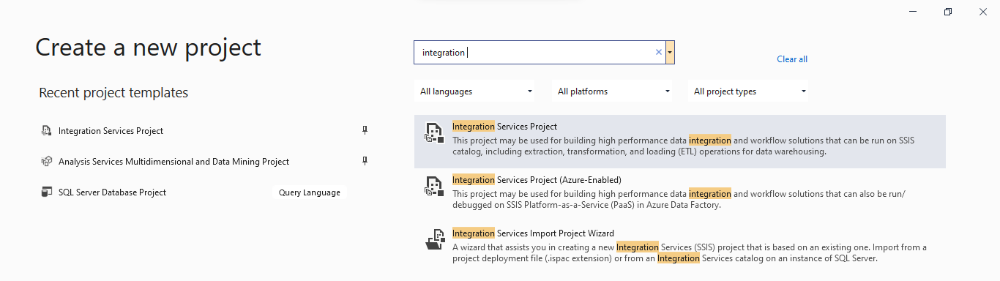 Create a new project
Recent project templates
Integration Services Project
Analysis Services Multidimensional and Data Mining Project
SQL Server Database Project
Query Language
integration
Clear all
All languages
All platforms
All project types
Integration Services Project
This project may be used for building high performance data integration and workflow solutions that can be run on SSIS
catalog, including extraction, transformation, and loading (ETL) operations for data warehousing.
Integration Services Project (Azure-Enabled)
This project may be used for building high performance data integration and workflow solutions that can also be run/
debugged on SSIS Platform-as-a-Service (PaaS) in Azure Data Factory.
Integration Services Import Project Wizard
A wizard that assists you in creating a new Integration Services (SSIS) project that is based on an existing one. Import from a
project deployment file (.ispac extension) or from an Integration Services catalog on an instance of SQL Server.